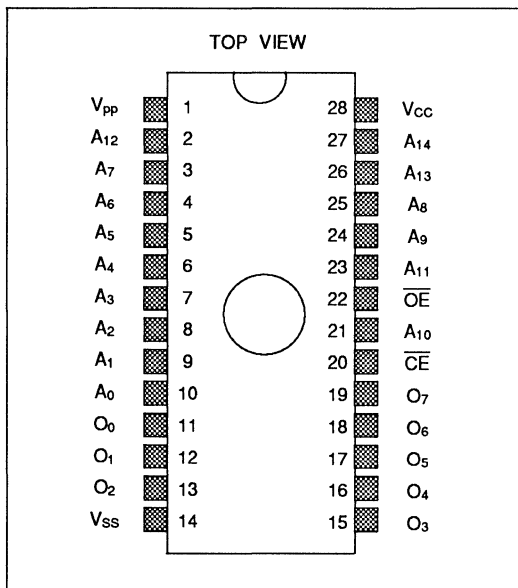 TOP VIEW
Vpp 1 28 VCC
A12 2 27 A14
A7 3 26 A13
A6 4 25 A8
A5 5 24 A9
A4 6 23 A11
A3 7 22 O̅E̅
A2 8 21 A10
A1 9 20 C̅E̅
A0 10 19 O7
O0 11 18 O6
O1 12 17 O5
O2 13 16 O4
VSS 14 15 O3